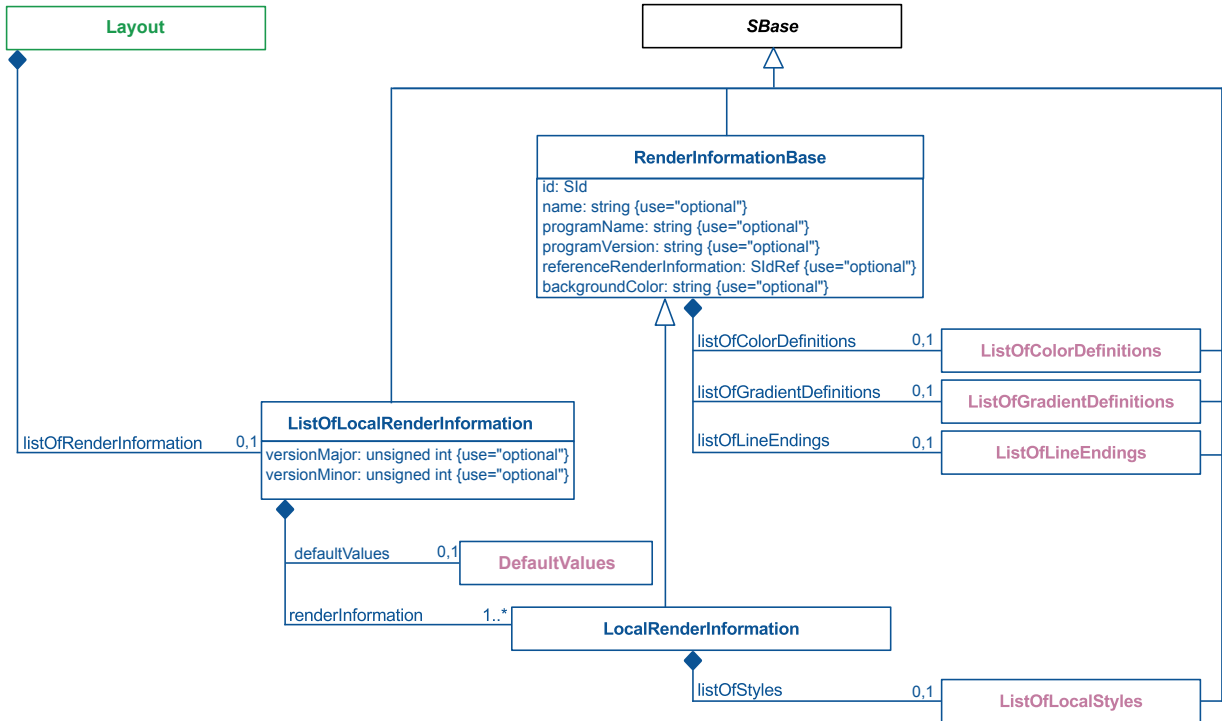 Layout
SBase
RenderInformationBase
id: SId
name: string {use="optional"}
programName: string {use="optional"}
programVersion: string {use="optional"}
referenceRenderInformation: SIdRef {use="optional"}
backgroundColor: string {use="optional"}
listOfColorDefinitions
0,1
ListOfColorDefinitions
listOfGradientDefinitions
0,1
ListOfGradientDefinitions
listOfLineEndings
0,1
ListOfLineEndings
listOfRenderInformation
0,1
ListOfLocalRenderInformation
versionMajor: unsigned int {use="optional"}
versionMinor: unsigned int {use="optional"}
defaultValues
0,1
DefaultValues
renderInformation
1..*
LocalRenderInformation
listOfStyles
0,1
ListOfLocalStyles